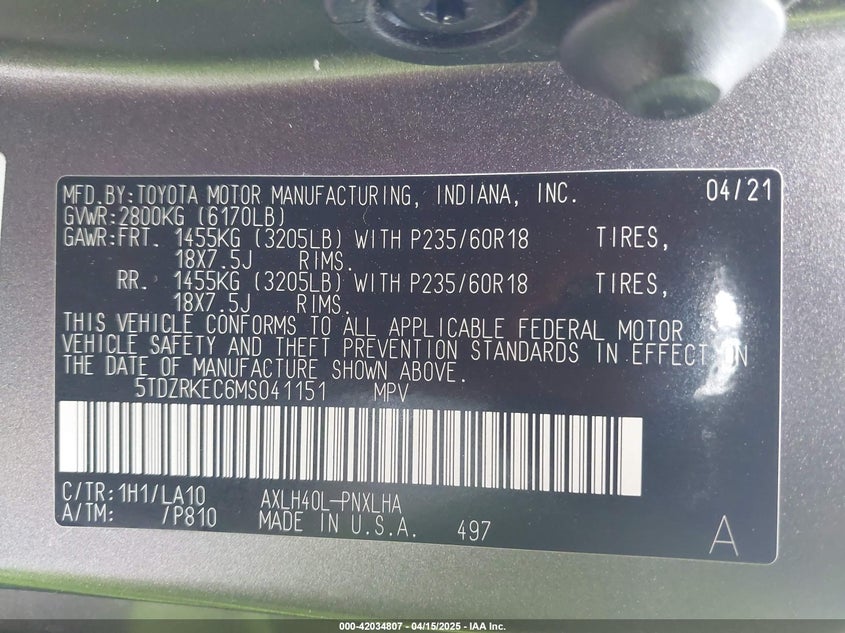 MFD.BY:TOYOTA MOTOR MANUFACTURING, INDIANA, INC. 04/21
GVWR:2800KG (6170LB)
GAWR:FRT. 1455KG (3205LB) WITH P235/60R18 TIRES,
18X7.5J RIMS.
RR. 1455KG (3205LB) WITH P235/60R18 TIRES,
18X7.5J RIMS.
THIS VEHICLE CONFORMS TO ALL APPLICABLE FEDERAL MOTOR
VEHICLE SAFETY AND THEFT PREVENTION STANDARDS IN EFFECT ON
THE DATE OF MANUFACTURE SHOWN ABOVE.
5TDZRKEC6MS041151 MPV
C/TR:1H1/LA10 AXLH40L-PNXLHA
A/TM: /P810 MADE IN U.S.A. 497 A
000-42034807 - 04/15/2025 - IAA Inc.